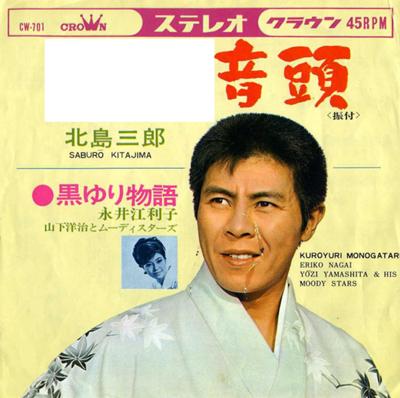 CW-701
CROWN
ステレオ
クラウン
45RPM
音頭
<振付>
北島三郎
SABURŌ KITAJIMA
●黒ゆり物語
永井江利子
山下洋治とムーディスターズ
KUROYURI MONOGATARI
ERIKO NAGAI
YŌZI YAMASHITA & HIS
MOODY STARS